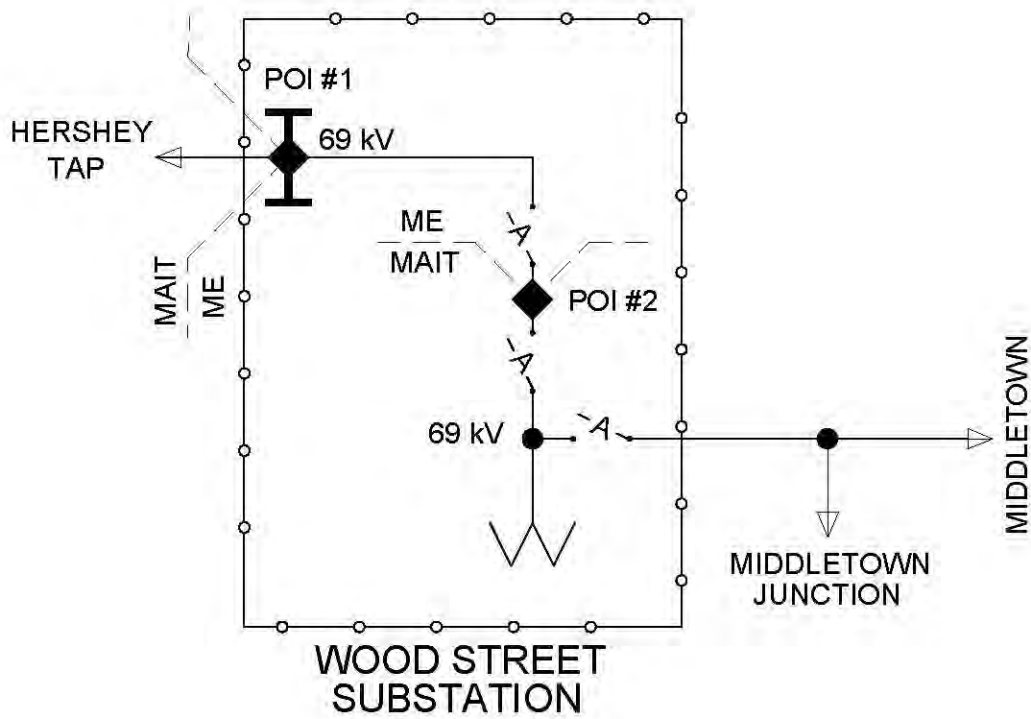 POI #1
HERSHEY
TAP
69 kV
MAIT
ME
-A
ME
MAIT
POI #2
-A
69 kV
-A
MIDDLETOWN
MIDDLETOWN
JUNCTION
WOOD STREET
SUBSTATION